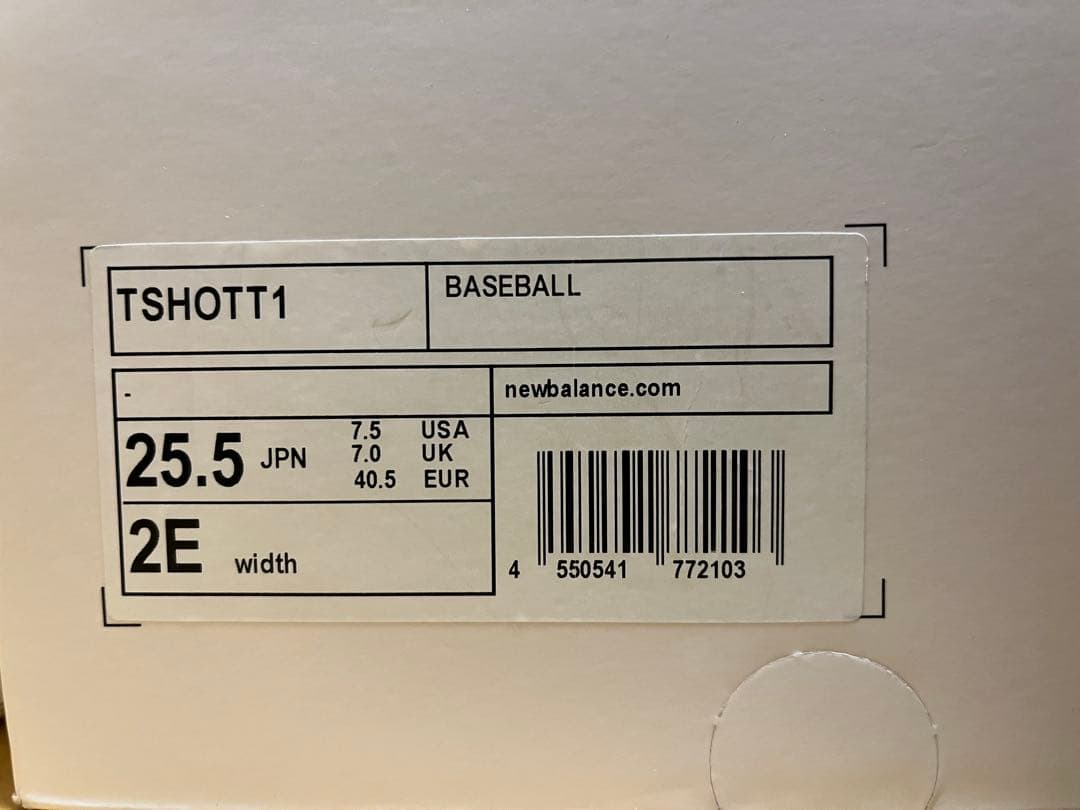 TSHOTT1
BASEBALL
-
newbalance.com
25.5 JPN
7.5 USA
7.0 UK
40.5 EUR
2E width
4 550541 772103